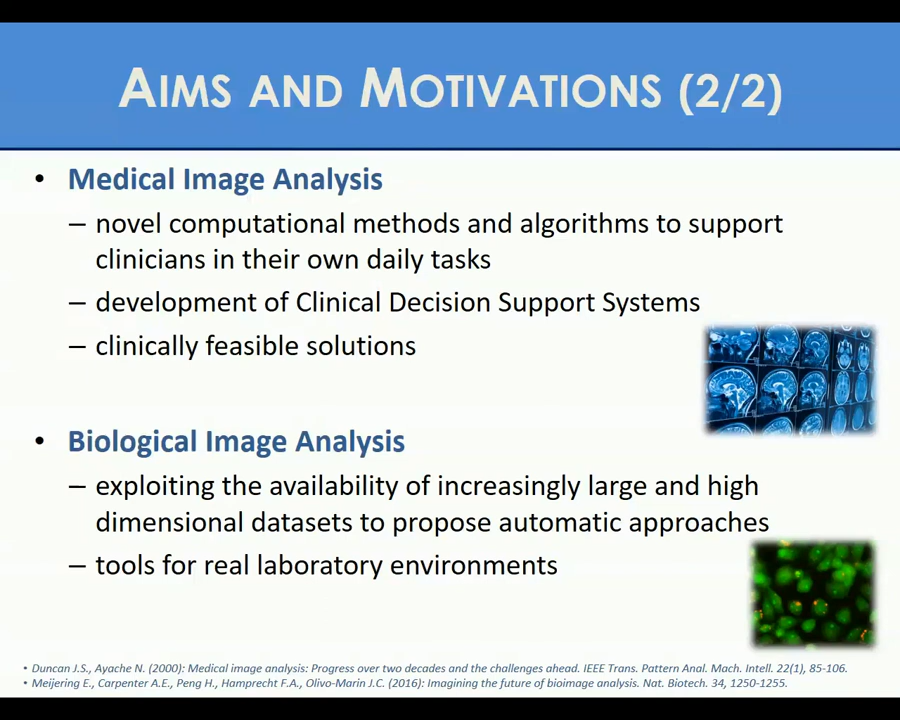 AIMS AND MOTIVATIONS (2/2)
• Medical Image Analysis
– novel computational methods and algorithms to support
clinicians in their own daily tasks
– development of Clinical Decision Support Systems
– clinically feasible solutions
• Biological Image Analysis
– exploiting the availability of increasingly large and high
dimensional datasets to propose automatic approaches
– tools for real laboratory environments
• Duncan J.S., Ayache N. (2000): Medical image analysis: Progress over two decades and the challenges ahead. IEEE Trans. Pattern Anal. Mach. Intell. 22(1), 85-106.
• Meijering E., Carpenter A.E., Peng H., Hamprecht F.A., Olivo-Marin J.C. (2016): Imagining the future of bioimage analysis. Nat. Biotech. 34, 1250-1255.